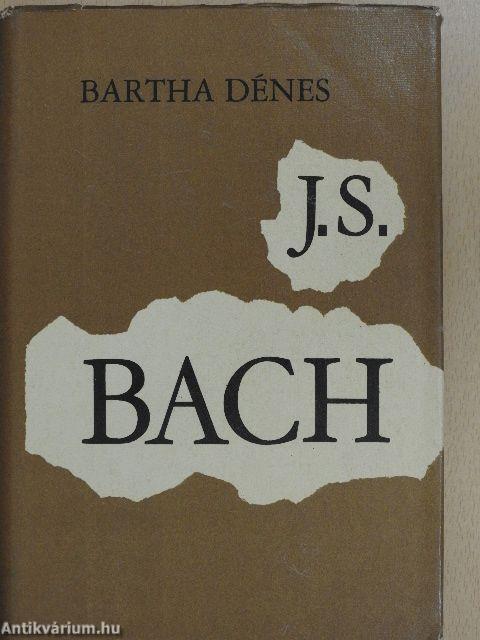 BARTHA DÉNES
J.S.
BACH
Antikvárium.hu